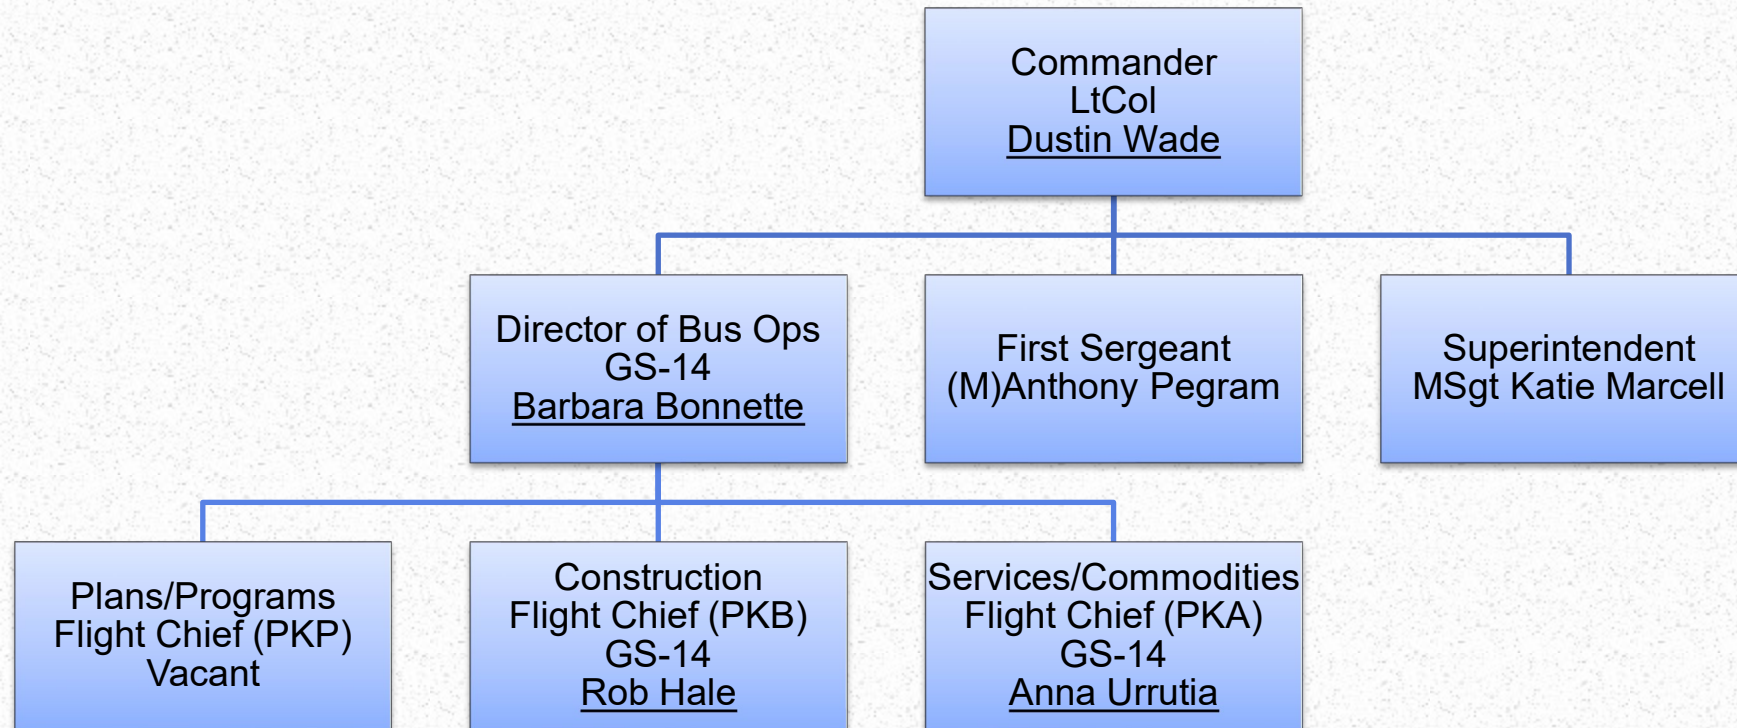 Commander
LtCol
Dustin Wade
Director of Bus Ops
GS-14
Barbara Bonnette
First Sergeant
(M)Anthony Pegram
Superintendent
MSgt Katie Marcell
Plans/Programs
Flight Chief (PKP)
Vacant
Construction
Flight Chief (PKB)
GS-14
Rob Hale
Services/Commodities
Flight Chief (PKA)
GS-14
Anna Urrutia